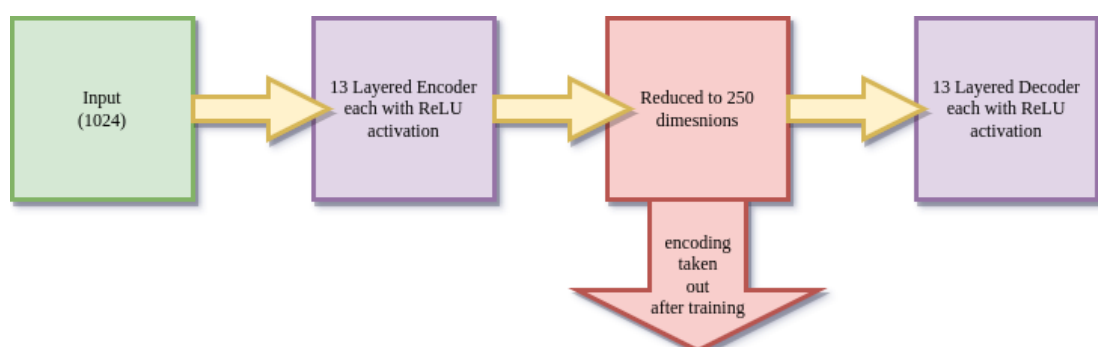 Input
(1024)
13 Layered Encoder
each with ReLU
activation
Reduced to 250
dimesnions
13 Layered Decoder
each with ReLU
activation
encoding
taken
out
after training